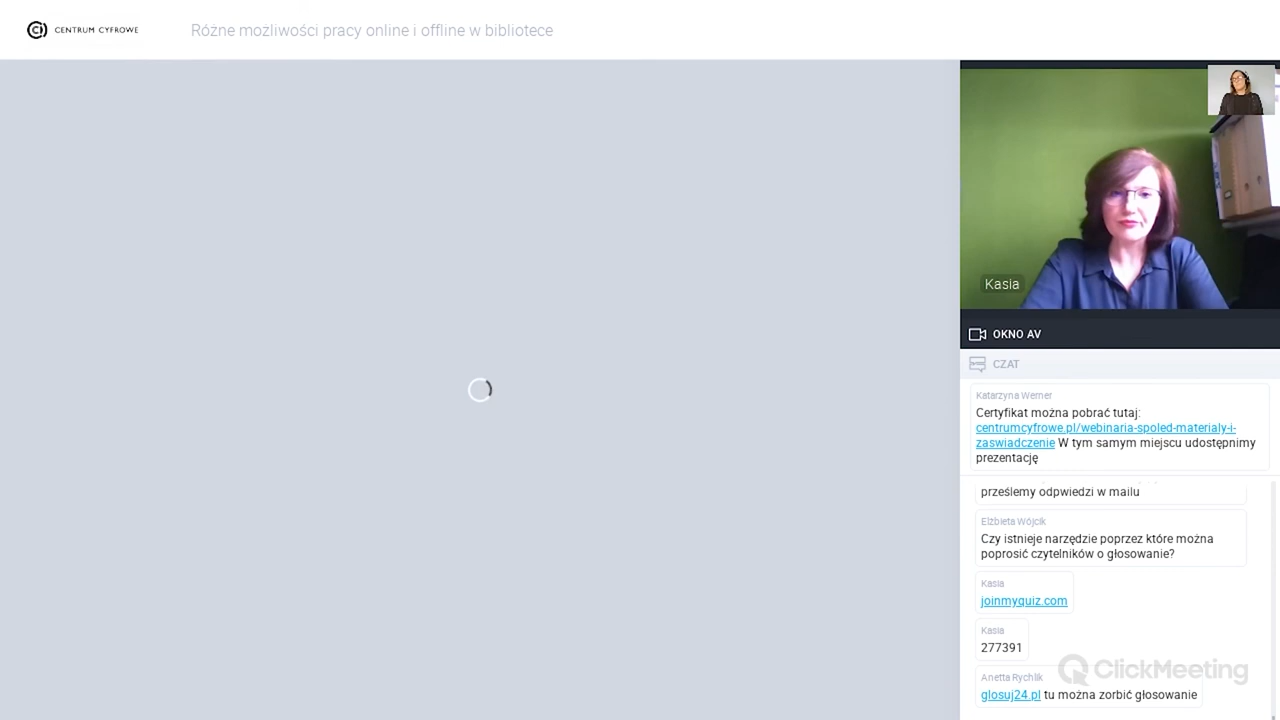 CENTRUM CYFROWE
Różne możliwości pracy online i offline w bibliotece
Kasia
OKNO AV
CZAT
Katarzyna Werner
Certyfikat można pobrać tutaj:
centrumcyfrowe.pl/webinaria-spoled-materialy-i-
zaswiadczenie W tym samym miejscu udostępnimy
prezentację
prześlemy odpwiedzi w mailu
Elżbieta Wójcik
Czy istnieje narzędzie poprzez które można
poprosić czytelników o głosowanie?
Kasia
joinmyquiz.com
Kasia
277391
ClickMeeting
Anetta Rychlik
glosuj24.pl tu można zorbić głosowanie